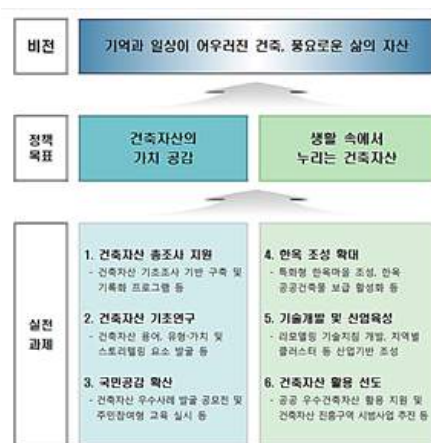 비전
기억과 일상이 어우러진 건축, 풍요로운 삶의 자산
정책
목표
건축자산의
가치 공감
생활 속에서
누리는 건축자산
실천
과제
1. 건축자산 총조사 지원
- 건축자산 기초조사 기반 구축 및
기록화 프로그램 등
2. 건축자산 기초연구
- 건축자산 용어, 유형·가치 및
스토리텔링 요소 발굴 등
3. 국민공감 확산
- 건축자산 우수사례 발굴 공모전 및
주민참여형 교육 실시 등
4. 한옥 조성 확대
- 특화형 한옥마을 조성, 한옥
공공건축물 보급 활성화 등
5. 기술개발 및 산업육성
- 리모델링 기술지침 개발, 지역별
클러스터 등 산업기반 조성
6. 건축자산 활용 선도
- 공공 우수건축자산 활용 지원 및
건축자산 진흥구역 시범사업 추진 등